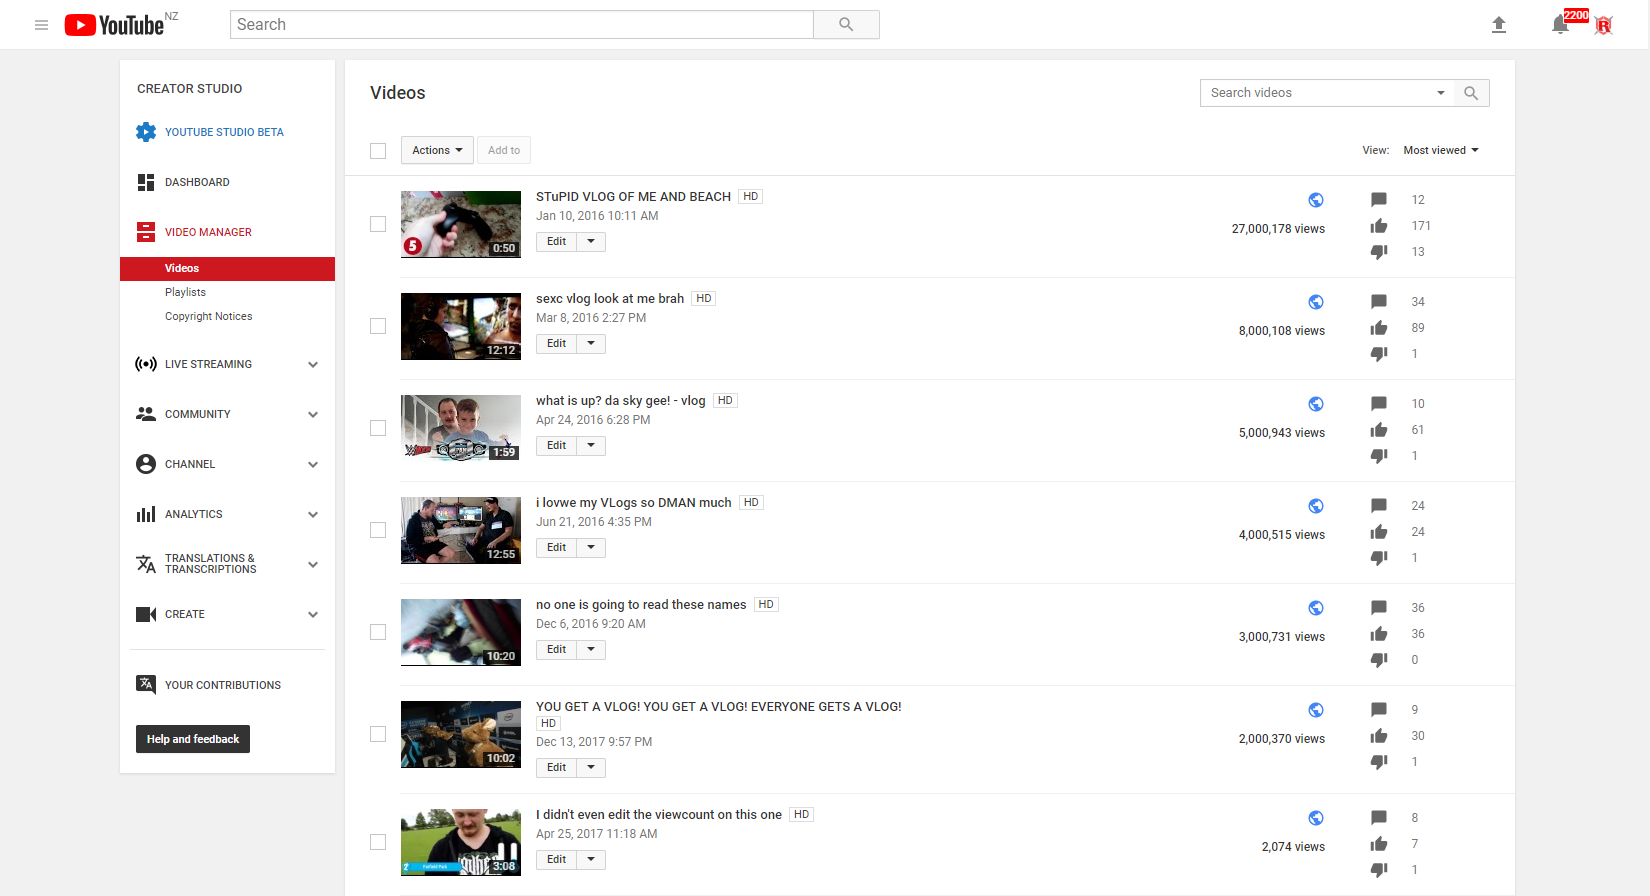 YouTube NZ
Search
2200
CREATOR STUDIO
YOUTUBE STUDIO BETA
DASHBOARD
VIDEO MANAGER
Videos
Playlists
Copyright Notices
LIVE STREAMING
COMMUNITY
CHANNEL
ANALYTICS
TRANSLATIONS &
TRANSCRIPTIONS
CREATE
YOUR CONTRIBUTIONS
Help and feedback
Videos
Search videos
Actions Add to
View: Most viewed
STuPID VLOG OF ME AND BEACH HD
Jan 10, 2016 10:11 AM
Edit
5
0:50
27,000,178 views
12
171
13
sexc vlog look at me brah HD
Mar 8, 2016 2:27 PM
Edit
12:12
8,000,108 views
34
89
1
what is up? da sky gee! - vlog HD
Apr 24, 2016 6:28 PM
Edit
1:59
5,000,943 views
10
61
1
i lovwe my VLogs so DMAN much HD
Jun 21, 2016 4:35 PM
Edit
12:55
4,000,515 views
24
24
1
no one is going to read these names HD
Dec 6, 2016 9:20 AM
Edit
10:20
3,000,731 views
36
36
0
YOU GET A VLOG! YOU GET A VLOG! EVERYONE GETS A VLOG!
HD
Dec 13, 2017 9:57 PM
Edit
10:02
2,000,370 views
9
30
1
I didn't even edit the viewcount on this one HD
Apr 25, 2017 11:18 AM
Edit
3:08
2,074 views
8
7
1